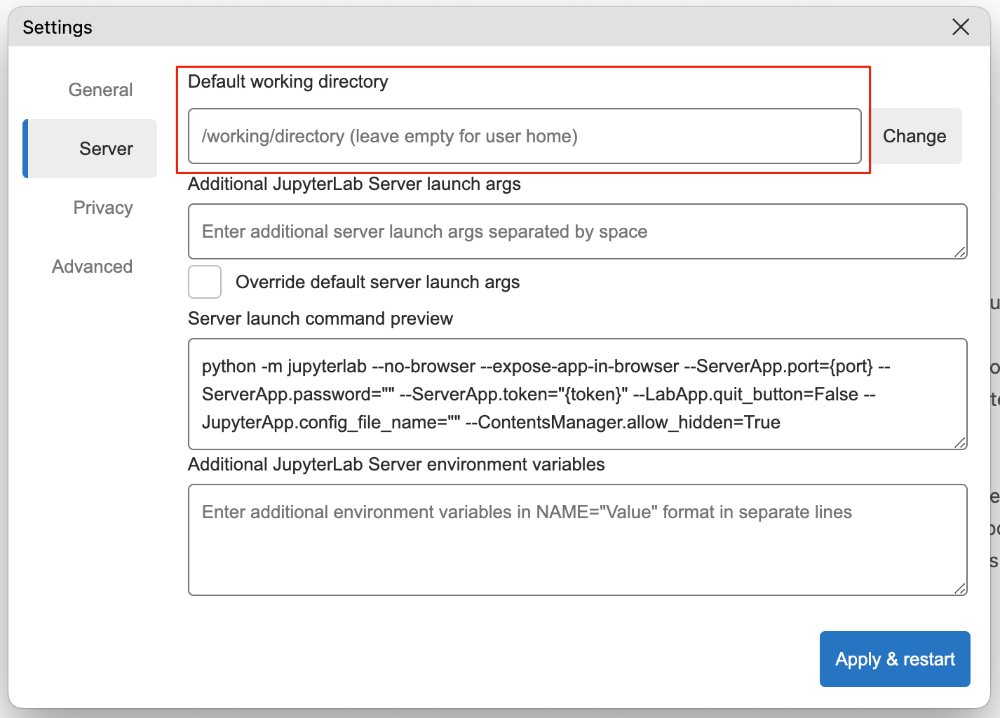 Settings
General
Server
Privacy
Advanced
Default working directory
/working/directory (leave empty for user home)
Change
Additional JupyterLab Server launch args
Enter additional server launch args separated by space
Override default server launch args
Server launch command preview
python -m jupyterlab --no-browser --expose-app-in-browser --ServerApp.port={port} --
ServerApp.password="" --ServerApp.token="{token}" --LabApp.quit_button=False --
JupyterApp.config_file_name="" --ContentsManager.allow_hidden=True
Additional JupyterLab Server environment variables
Enter additional environment variables in NAME="Value" format in separate lines
Apply & restart